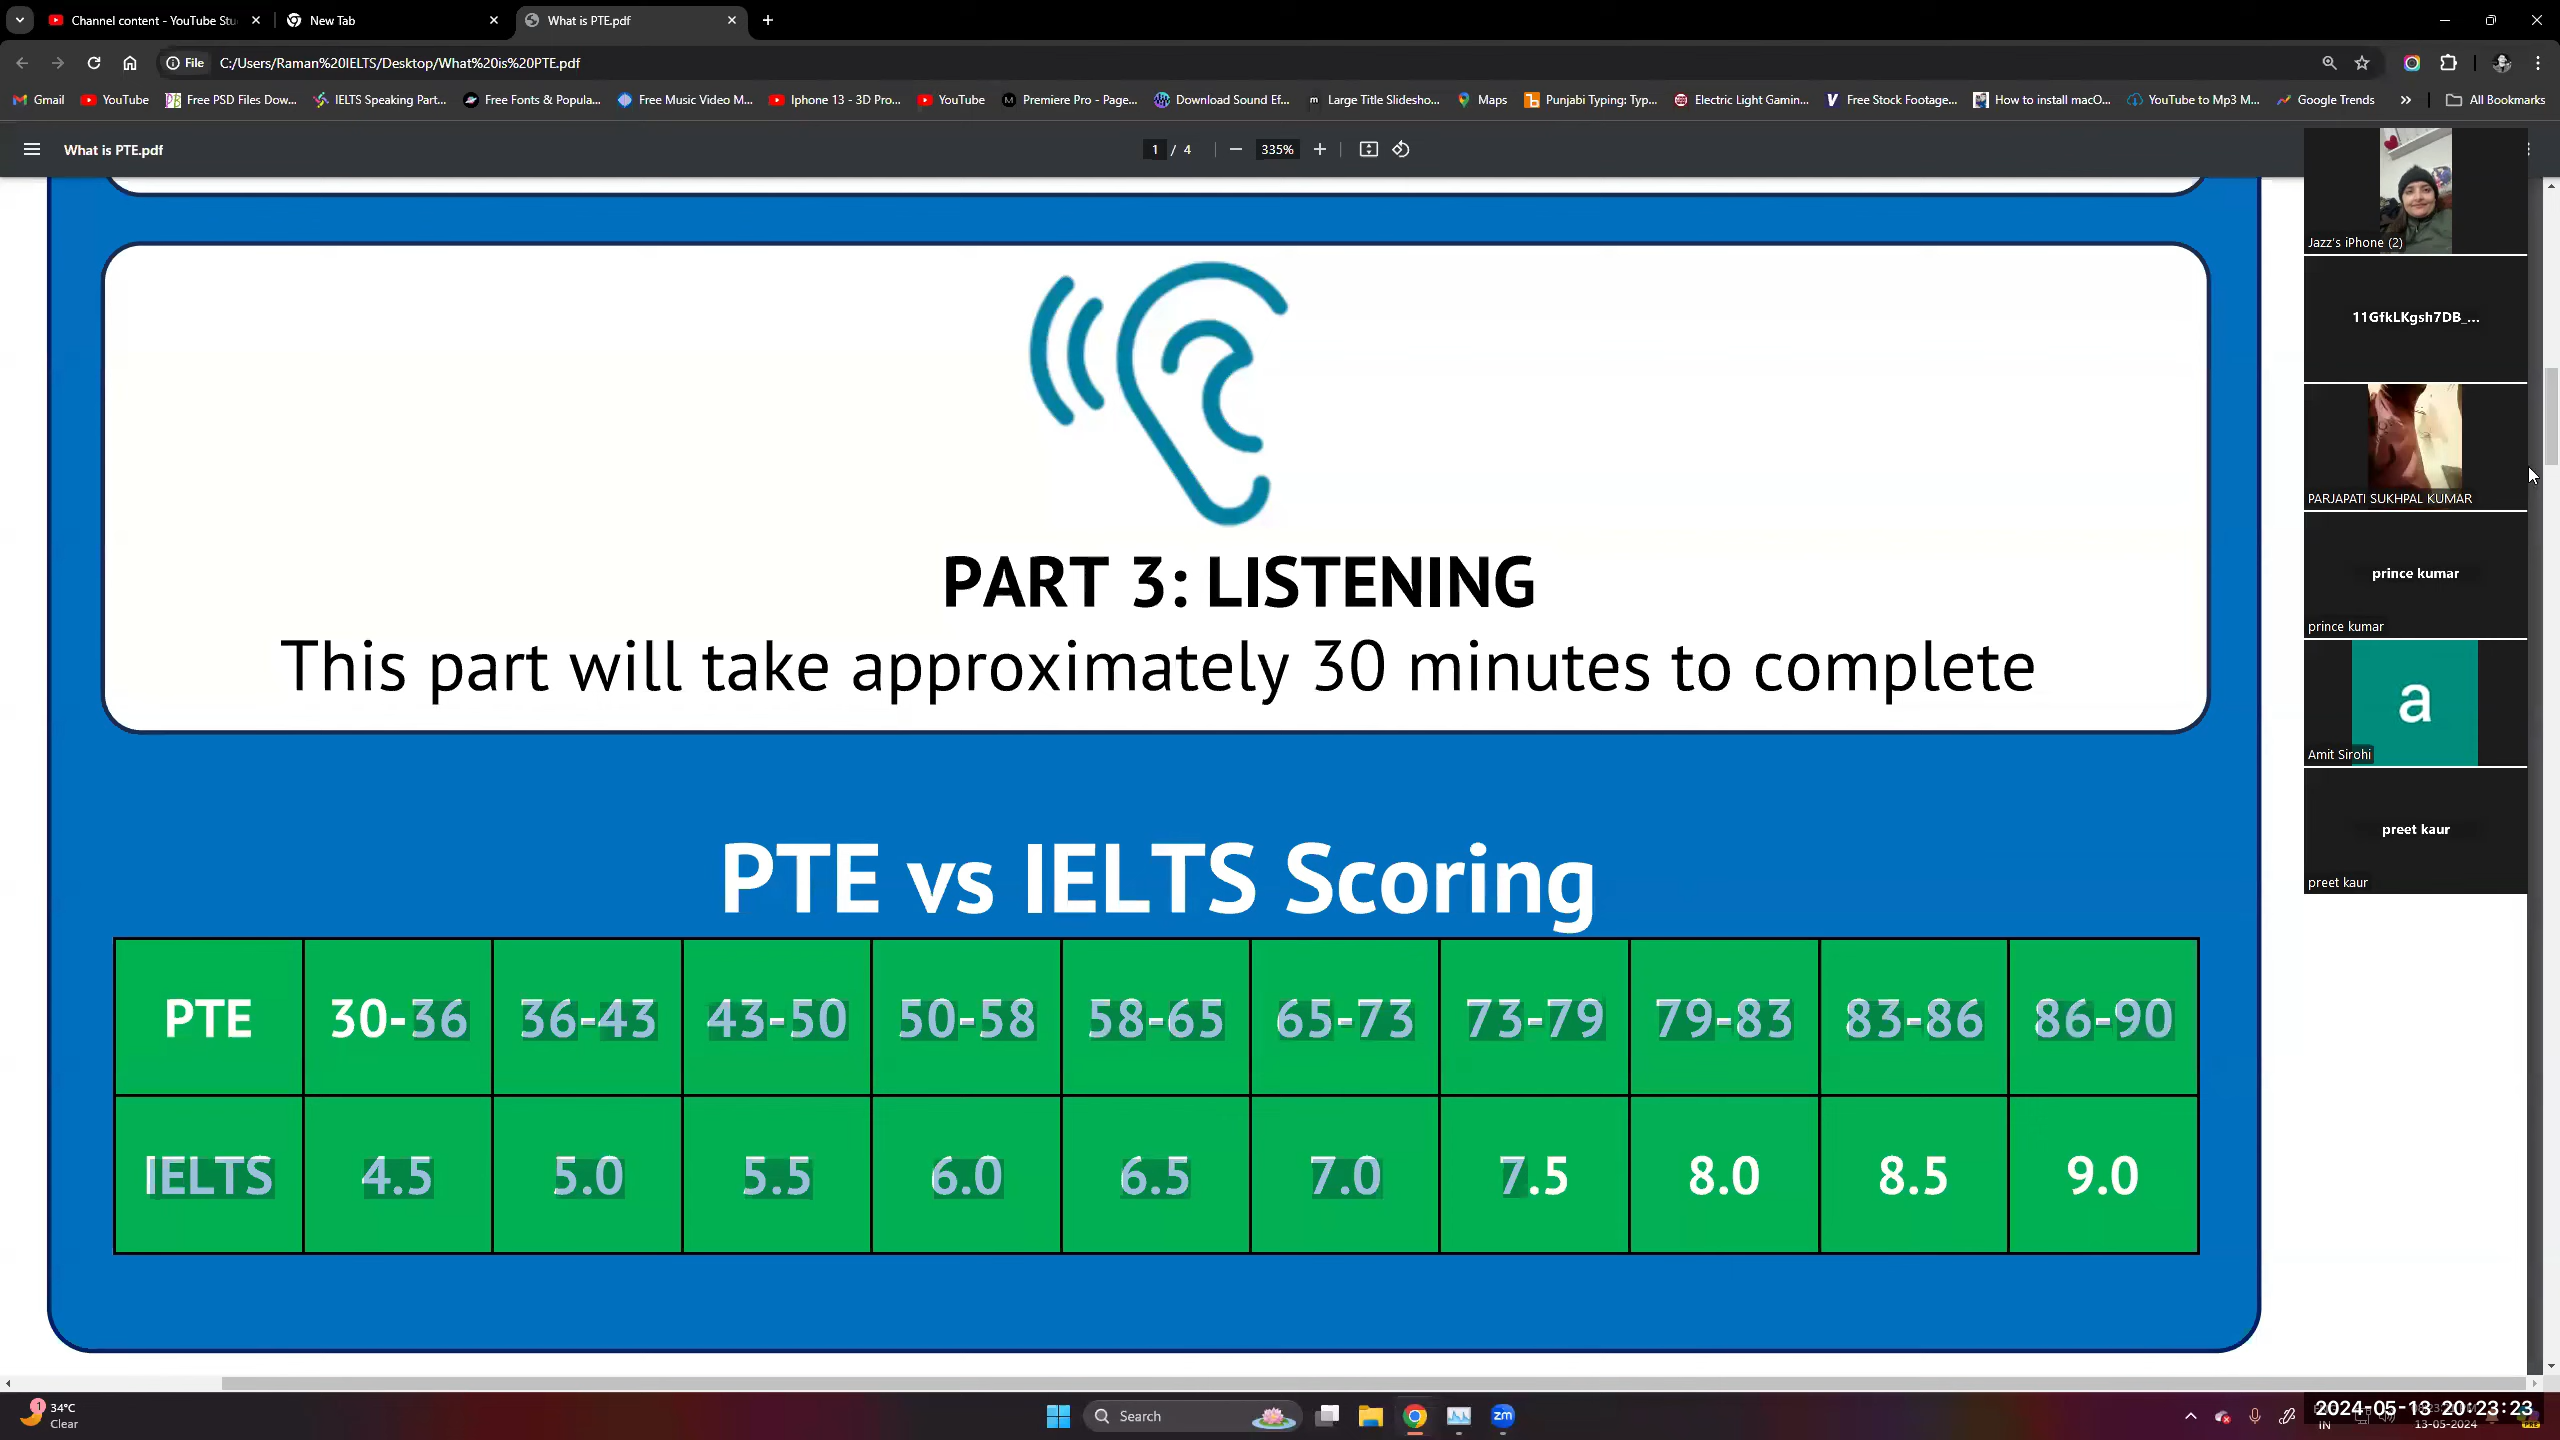 Channel content - YouTube Stu
New Tab
What is PTE.pdf
File
C:/Users/Raman%20IELTS/Desktop/What%20is%20PTE.pdf
Gmail
YouTube
Free PSD Files Dow...
IELTS Speaking Part...
Free Fonts & Popula...
Free Music Video M...
Iphone 13 - 3D Pro...
YouTube
Premiere Pro - Page...
Download Sound Ef...
Large Title Slidesho...
Maps
Punjabi Typing: Typ...
Electric Light Gamin...
Free Stock Footage...
How to install macO...
YouTube to Mp3 M...
Google Trends
All Bookmarks
What is PTE.pdf
1 / 4
335%
PART 3: LISTENING
This part will take approximately 30 minutes to complete
PTE vs IELTS Scoring
PTE 30-36 36-43 43-50 50-58 58-65 65-73 73-79 79-83 83-86 86-90
IELTS 4.5 5.0 5.5 6.0 6.5 7.0 7.5 8.0 8.5 9.0
Jazz's iPhone (2)
11GfkLKgsh7DB_...
PARJAPATI SUKHPAL KUMAR
prince kumar
prince kumar
a
Amit Sirohi
preet kaur
preet kaur
1
34°C
Clear
Search
zm
2024-05-13 20:23:23
IN
13-05-2024